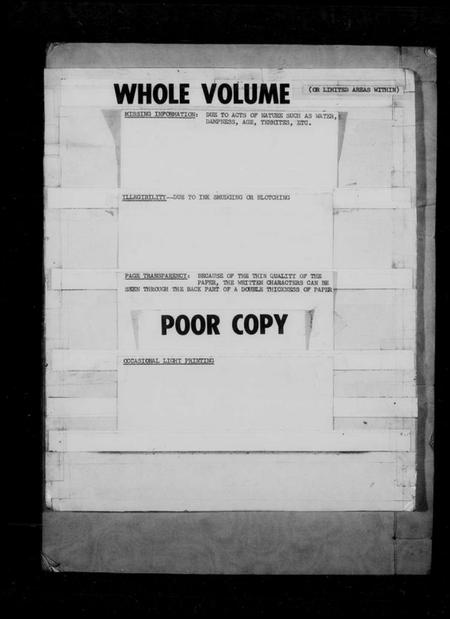 WHOLE VOLUME (OR LIMITED AREAS WITHIN)
MISSING INFORMATION: DUE TO ACTS OF NATURE SUCH AS WATER,
DAMPNESS, AGE, TERMITES, ETC.
ILLEGIBILITY--DUE TO INK SMUDGING OR BLOTCHING
PAGE TRANSPARENCY: BECAUSE OF THE THIN QUALITY OF THE
PAPER, THE WRITTEN CHARACTERS CAN BE
SEEN THROUGH THE BACK PART OF A DOUBLE THICKNESS OF PAPER
POOR COPY
OCCASIONAL LIGHT PRINTING